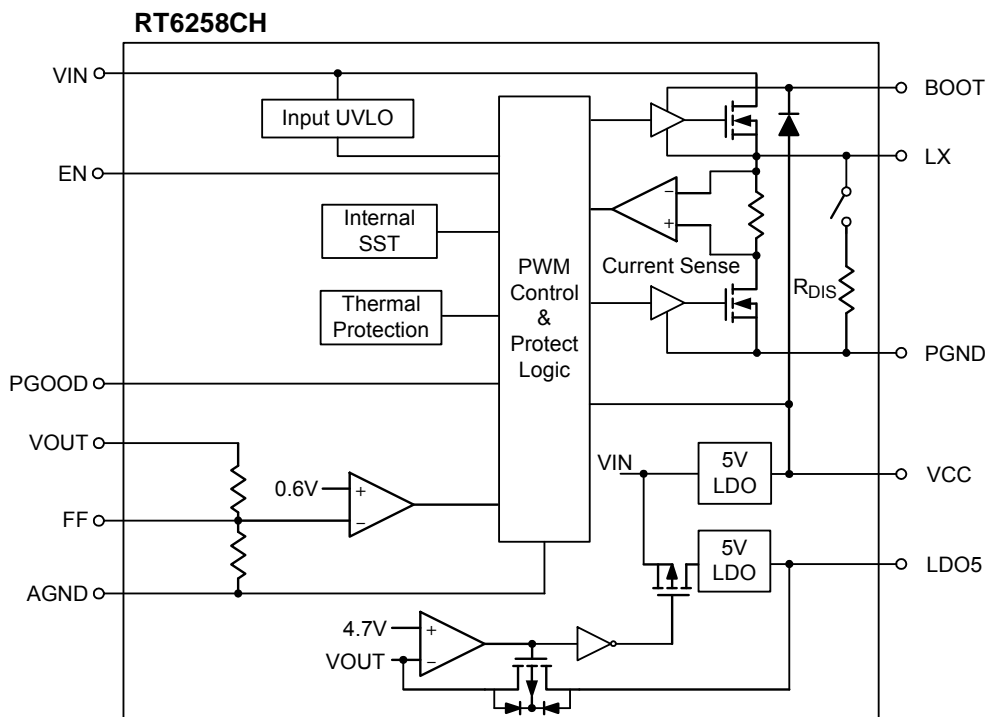 RT6258CH
VIN
BOOT
Input UVLO
LX
EN
Internal
SST
Current Sense
RDIS
PWM
Control
&
Protect
Logic
Thermal
Protection
PGND
PGOOD
VOUT
VIN
5V
LDO
VCC
0.6V
+
−
FF
5V
LDO
LDO5
AGND
4.7V
+
VOUT
−
−
+